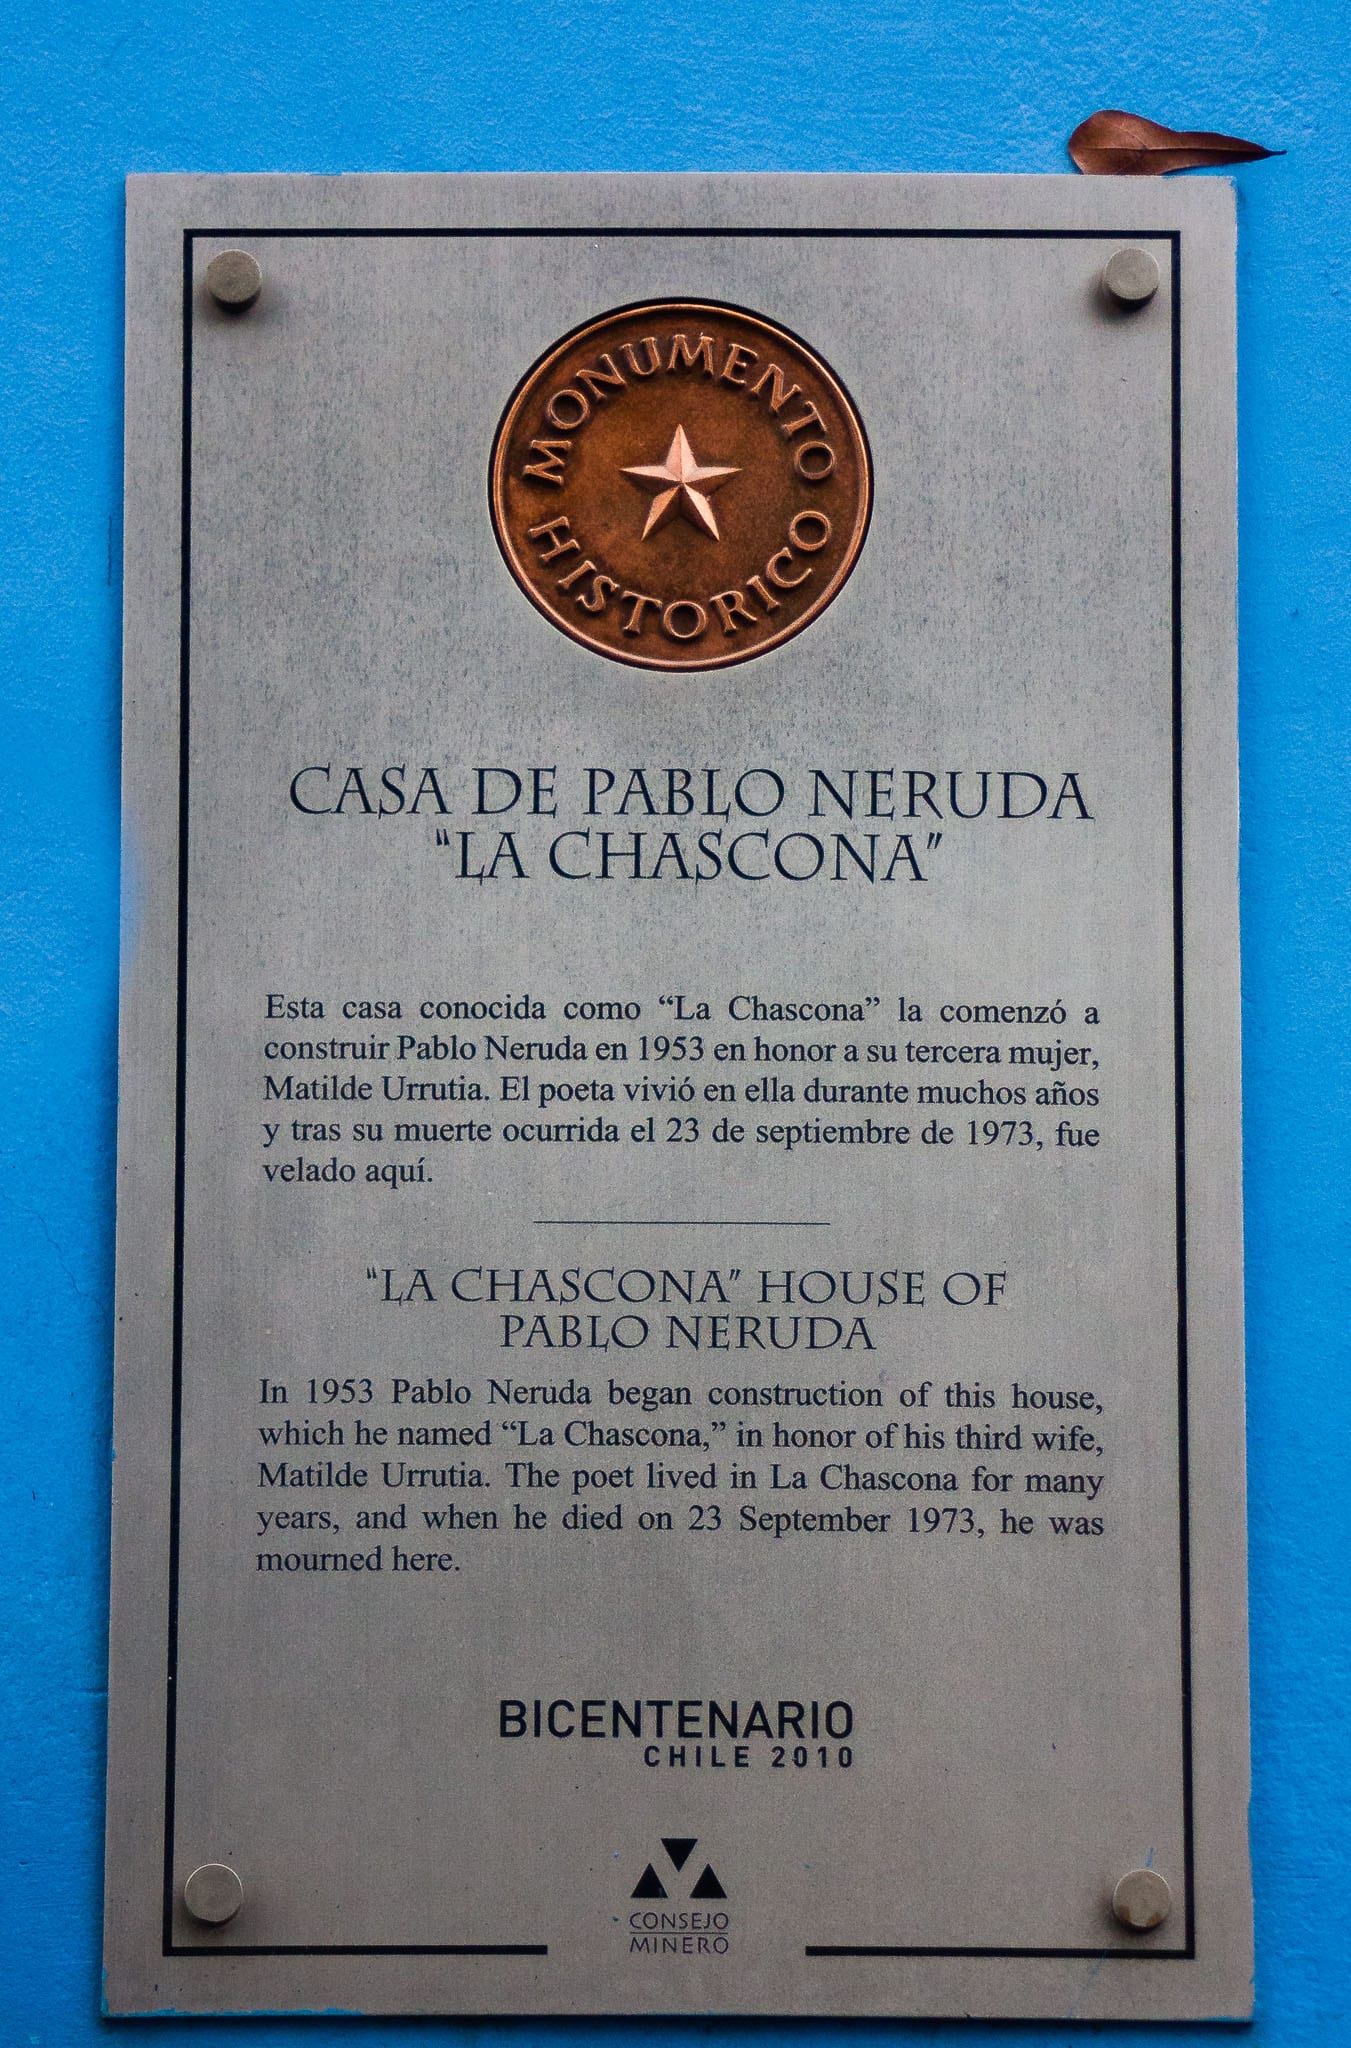 MONUMENTO
HISTORICO
CASA DE PABLO NERUDA
“LA CHASCONA”
Esta casa conocida como “La Chascona” la comenzó a
construir Pablo Neruda en 1953 en honor a su tercera mujer,
Matilde Urrutia. El poeta vivió en ella durante muchos años
y tras su muerte ocurrida el 23 de septiembre de 1973, fue
velado aquí.
“LA CHASCONA” HOUSE OF
PABLO NERUDA
In 1953 Pablo Neruda began construction of this house,
which he named “La Chascona,” in honor of his third wife,
Matilde Urrutia. The poet lived in La Chascona for many
years, and when he died on 23 September 1973, he was
mourned here.
BICENTENARIO
CHILE 2010
CONSEJO
MINERO